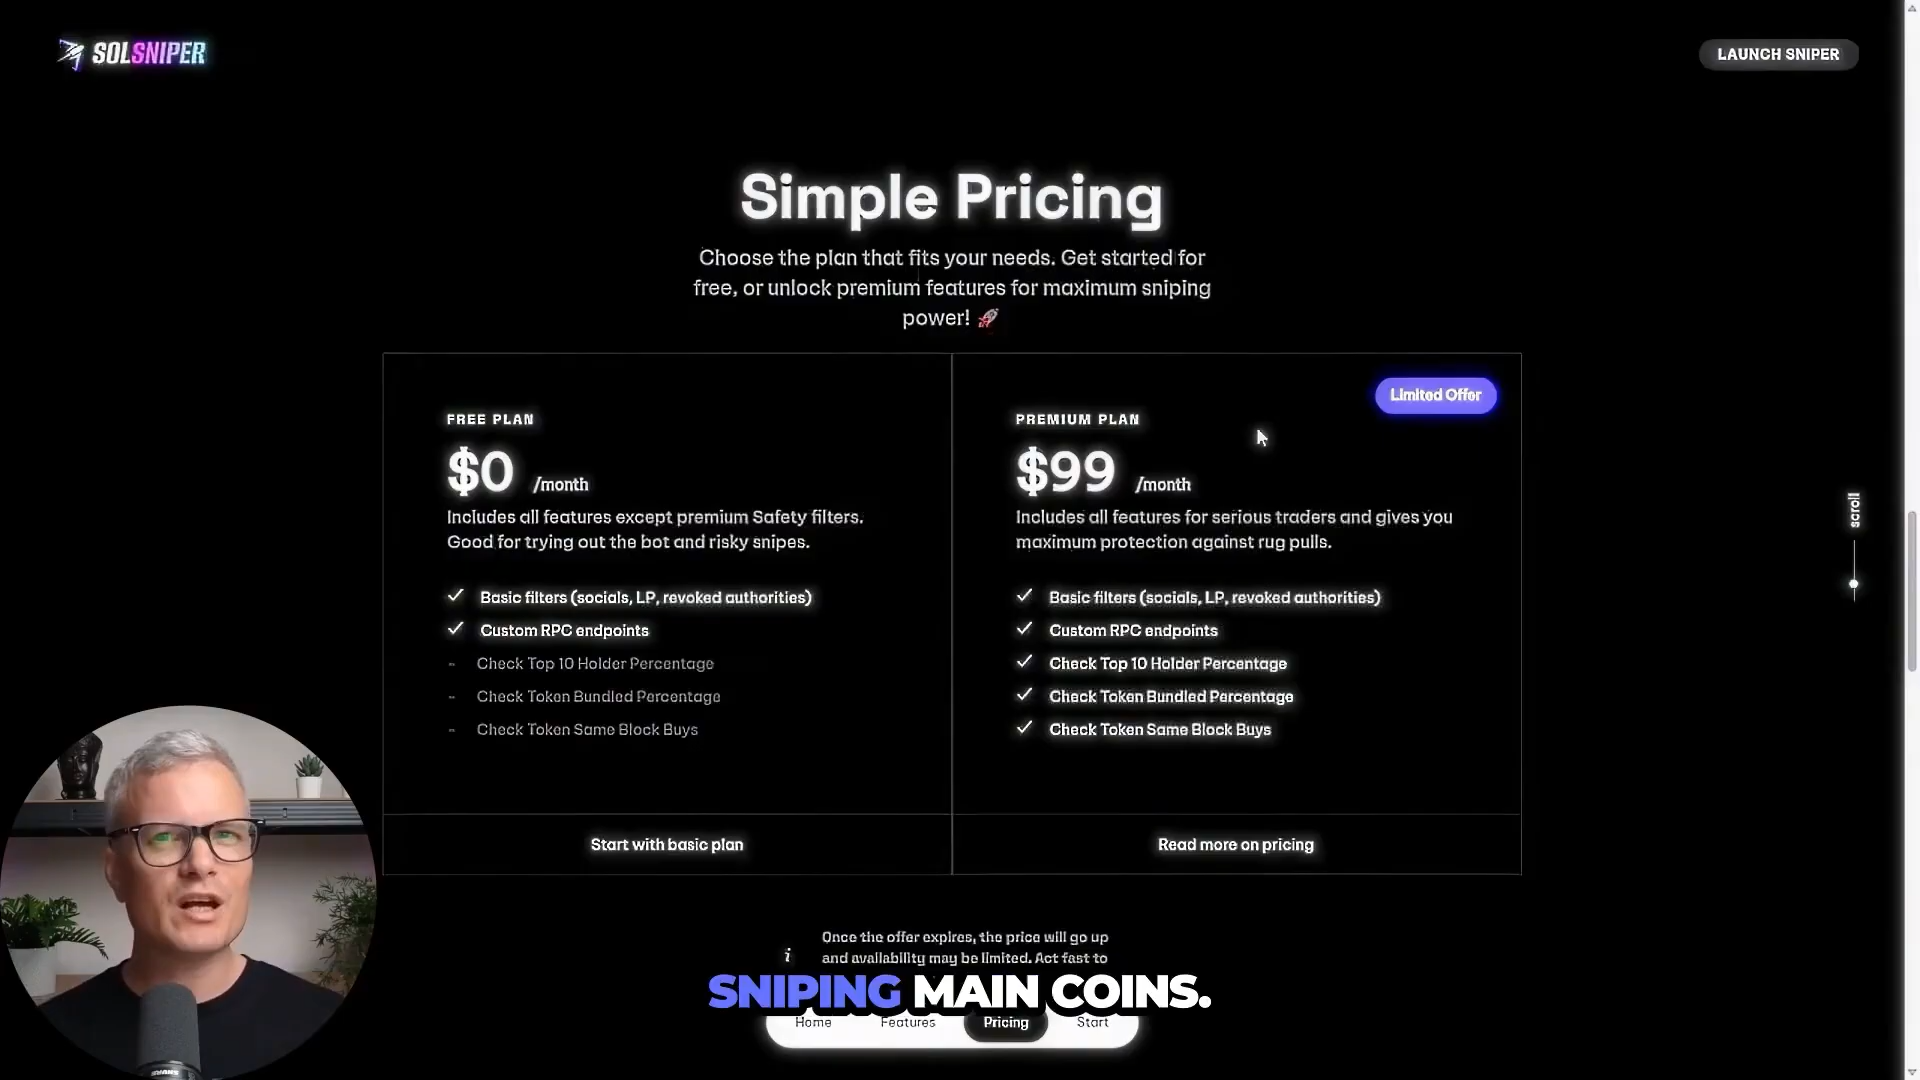 SOLSNIPER
LAUNCH SNIPER
Simple Pricing
Choose the plan that fits your needs. Get started for
free, or unlock premium features for maximum sniping
power! 🚀
FREE PLAN
$0 /month
Includes all features except premium Safety filters.
Good for trying out the bot and risky snipes.
✓ Basic filters (socials, LP, revoked authorities)
✓ Custom RPC endpoints
- Check Top 10 Holder Percentage
- Check Token Bundled Percentage
- Check Token Same Block Buys
Start with basic plan
Limited Offer
PREMIUM PLAN
$99 /month
Includes all features for serious traders and gives you
maximum protection against rug pulls.
✓ Basic filters (socials, LP, revoked authorities)
✓ Custom RPC endpoints
✓ Check Top 10 Holder Percentage
✓ Check Token Bundled Percentage
✓ Check Token Same Block Buys
Read more on pricing
scroll
i
Once the offer expires, the price will go up
and availability may be limited. Act fast to
SNIPING MAIN COINS.
Home
Features
Pricing
Start